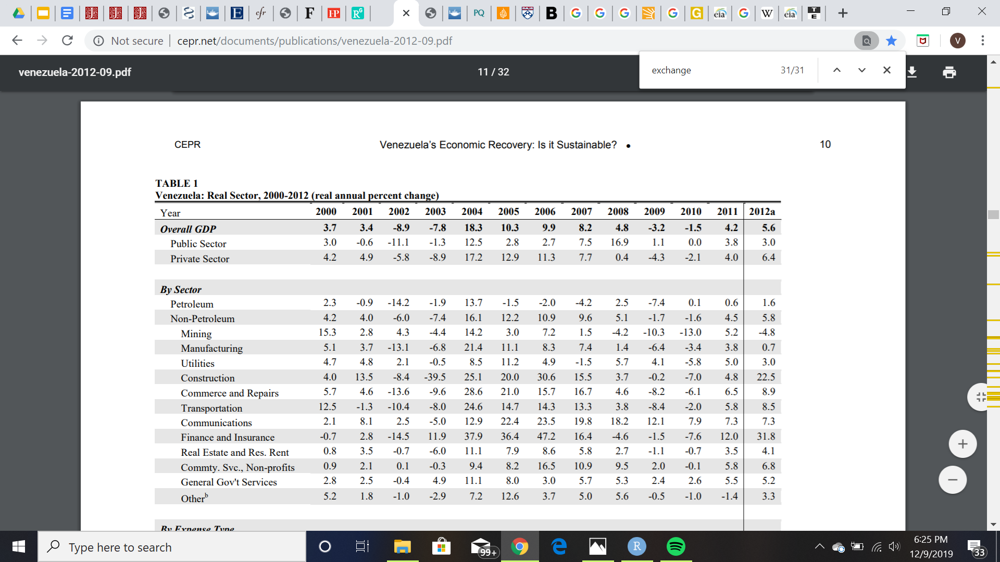 cfr F FP R^G PQ B G G G G G eia G W eia T E
Not secure cepr.net/documents/publications/venezuela-2012-09.pdf V
venezuela-2012-09.pdf 11 / 32 exchange 31/31
CEPR Venezuela's Economic Recovery: Is it Sustainable? • 10
TABLE 1
Venezuela: Real Sector, 2000-2012 (real annual percent change)
Year 2000 2001 2002 2003 2004 2005 2006 2007 2008 2009 2010 2011 2012a
Overall GDP 3.7 3.4 -8.9 -7.8 18.3 10.3 9.9 8.2 4.8 -3.2 -1.5 4.2 5.6
Public Sector 3.0 -0.6 -11.1 -1.3 12.5 2.8 2.7 7.5 16.9 1.1 0.0 3.8 3.0
Private Sector 4.2 4.9 -5.8 -8.9 17.2 12.9 11.3 7.7 0.4 -4.3 -2.1 4.0 6.4
By Sector
Petroleum 2.3 -0.9 -14.2 -1.9 13.7 -1.5 -2.0 -4.2 2.5 -7.4 0.1 0.6 1.6
Non-Petroleum 4.2 4.0 -6.0 -7.4 16.1 12.2 10.9 9.6 5.1 -1.7 -1.6 4.5 5.8
Mining 15.3 2.8 4.3 -4.4 14.2 3.0 7.2 1.5 -4.2 -10.3 -13.0 5.2 -4.8
Manufacturing 5.1 3.7 -13.1 -6.8 21.4 11.1 8.3 7.4 1.4 -6.4 -3.4 3.8 0.7
Utilities 4.7 4.8 2.1 -0.5 8.5 11.2 4.9 -1.5 5.7 4.1 -5.8 5.0 3.0
Construction 4.0 13.5 -8.4 -39.5 25.1 20.0 30.6 15.5 3.7 -0.2 -7.0 4.8 22.5
Commerce and Repairs 5.7 4.6 -13.6 -9.6 28.6 21.0 15.7 16.7 4.6 -8.2 -6.1 6.5 8.9
Transportation 12.5 -1.3 -10.4 -8.0 24.6 14.7 14.3 13.3 3.8 -8.4 -2.0 5.8 8.5
Communications 2.1 8.1 2.5 -5.0 12.9 22.4 23.5 19.8 18.2 12.1 7.9 7.3 7.3
Finance and Insurance -0.7 2.8 -14.5 11.9 37.9 36.4 47.2 16.4 -4.6 -1.5 -7.6 12.0 31.8
Real Estate and Res. Rent 0.8 3.5 -0.7 -6.0 11.1 7.9 8.6 5.8 2.7 -1.1 -0.7 3.5 4.1
Commty. Svc., Non-profits 0.9 2.1 0.1 -0.3 9.4 8.2 16.5 10.9 9.5 2.0 -0.1 5.8 6.8
General Gov't Services 2.8 2.5 -0.4 4.9 11.1 8.0 3.0 5.7 5.3 2.4 2.6 5.5 5.2
Other^b 5.2 1.8 -1.0 -2.9 7.2 12.6 3.7 5.0 5.6 -0.5 -1.0 -1.4 3.3
By Expense Type
Type here to search 99+ R 6:25 PM
12/9/2019 33